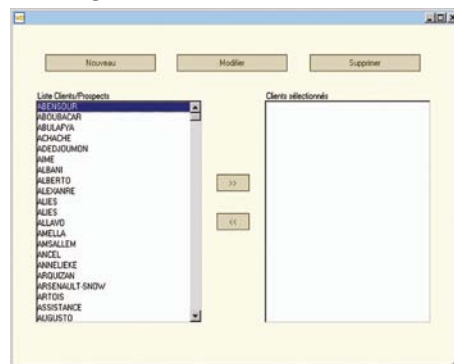 Nouveau
Modifier
Supprimer
Liste Clients/Prospects
Clients sélectionnés
ABENSOUR
ABOUBACAR
ABULAFYA
ACHACHE
ADEDJOUMON
AIME
ALBANI
ALBERTO
ALEXANRE
ALIES
ALIES
ALLAVO
AMELLA
AMSALLEM
ANCEL
ANNELIEKE
ARQUIZAN
ARSENAULT-SNOW
ARTOIS
ASSISTANCE
AUGUSTO
>>
<<